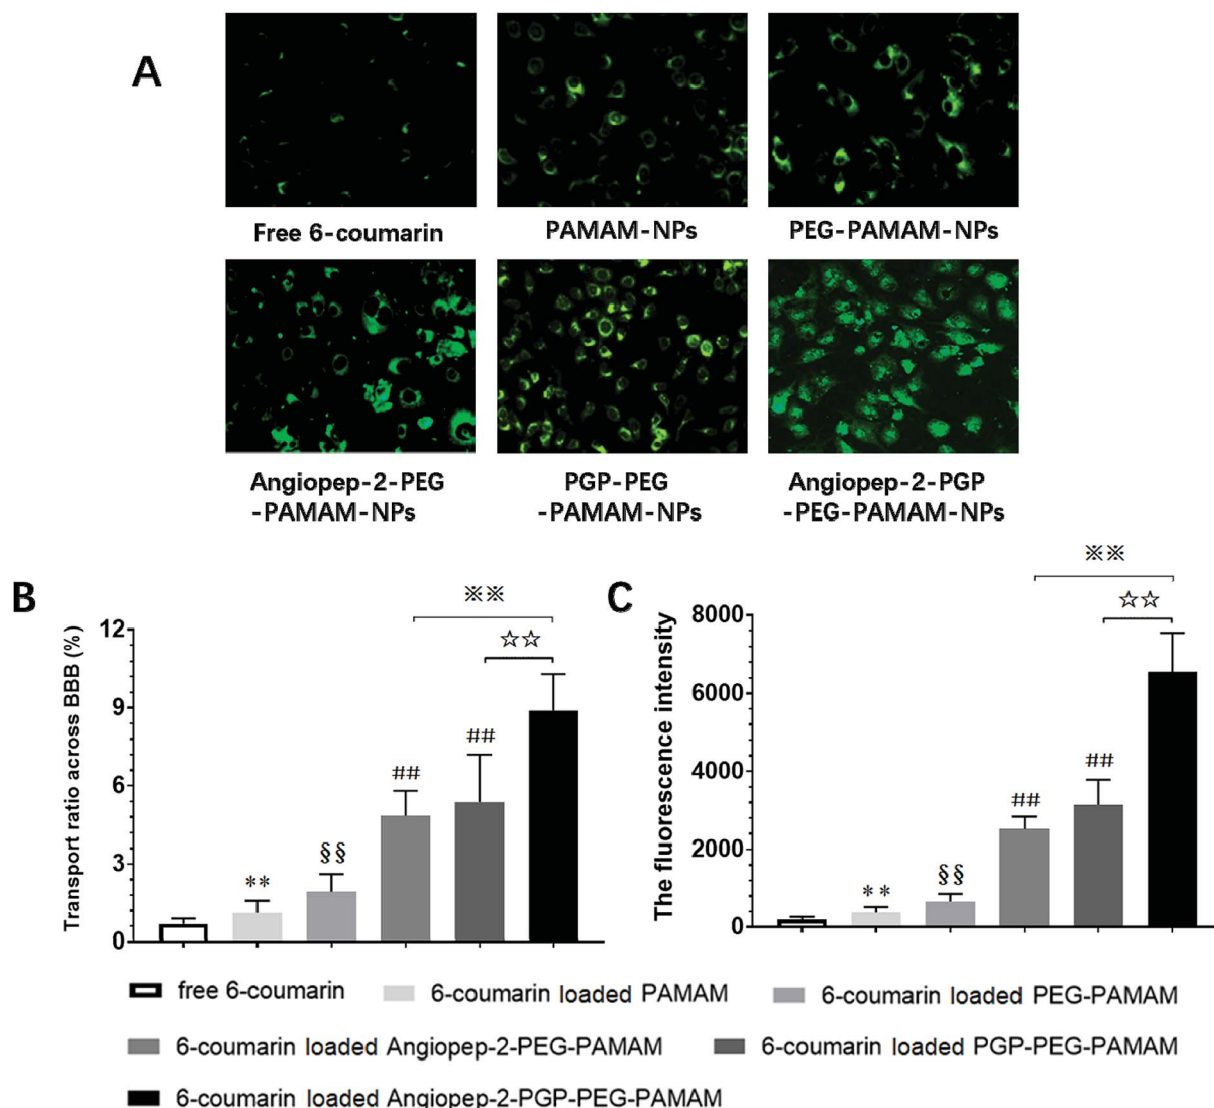 A
Free 6-coumarin
PAMAM-NPs
PEG-PAMAM-NPs
Angiopep-2-PEG
-PAMAM-NPs
PGP-PEG
-PAMAM-NPs
Angiopep-2-PGP
-PEG-PAMAM-NPs
B
Transport ratio across BBB (%)
12
9
6
3
0
**
§§
##
##
※※
☆☆
C
The fluorescence intensity
8000
6000
4000
2000
0
**
§§
##
##
※※
☆☆
free 6-coumarin
6-coumarin loaded PAMAM
6-coumarin loaded PEG-PAMAM
6-coumarin loaded Angiopep-2-PEG-PAMAM
6-coumarin loaded PGP-PEG-PAMAM
6-coumarin loaded Angiopep-2-PGP-PEG-PAMAM